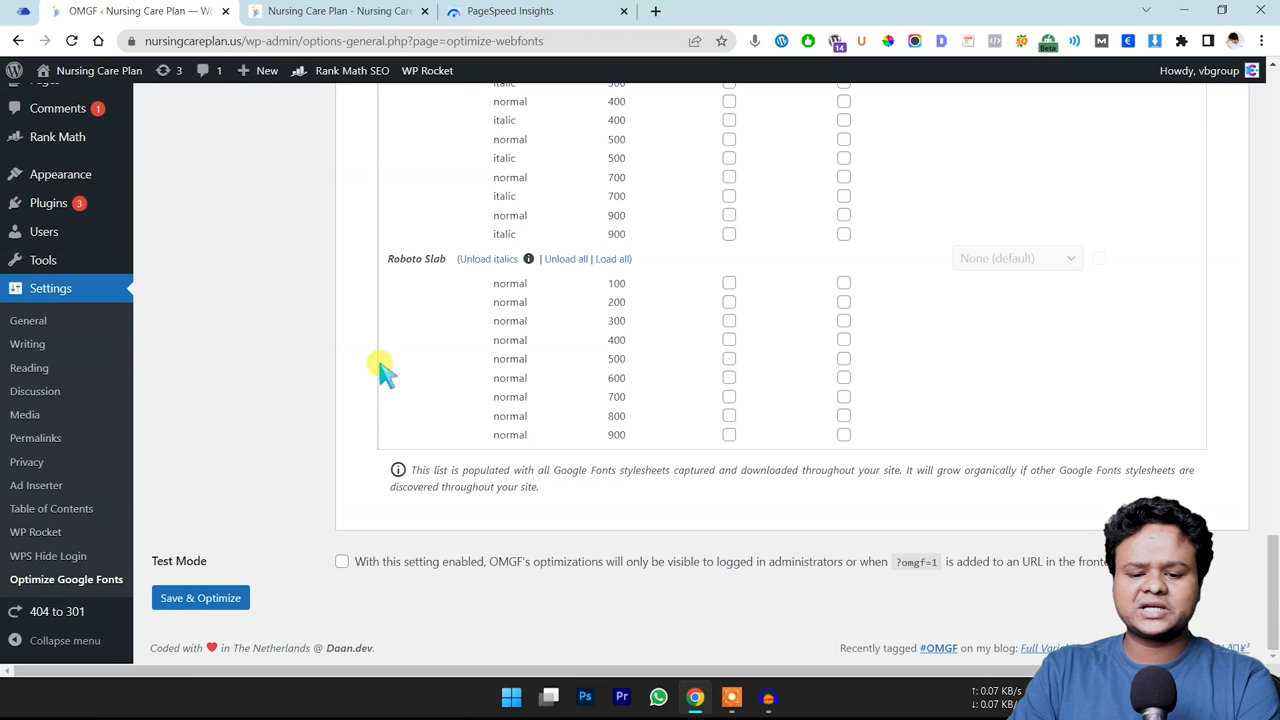 OMGF ‹ Nursing Care Plan — Wo
Nursing Care Plan - Nursing Care
PageSpeed Insights
nursingcareplan.us/wp-admin/options-general.php?page=optimize-webfonts
14
Beta
Nursing Care Plan
3
1
New
Rank Math SEO
WP Rocket
Howdy, vbgroup
Comments 1
Rank Math
Appearance
Plugins 3
Users
Tools
Settings
General
Writing
Reading
Discussion
Media
Permalinks
Privacy
Ad Inserter
Table of Contents
WP Rocket
WPS Hide Login
Optimize Google Fonts
404 to 301
Collapse menu
normal 400
italic 400
normal 500
italic 500
normal 700
italic 700
normal 900
italic 900
Roboto Slab (Unload italics | Unload all | Load all) None (default)
normal 100
normal 200
normal 300
normal 400
normal 500
normal 600
normal 700
normal 800
normal 900
This list is populated with all Google Fonts stylesheets captured and downloaded throughout your site. It will grow organically if other Google Fonts stylesheets are
discovered throughout your site.
Test Mode
With this setting enabled, OMGF's optimizations will only be visible to logged in administrators or when ?omgf=1 is added to an URL in the
Save & Optimize
Coded with ❤ in The Netherlands @ Daan.dev.
Recently tagged #OMGF on my blog: Full
↑: 0.07 KB/s
↓: 0.07 KB/s